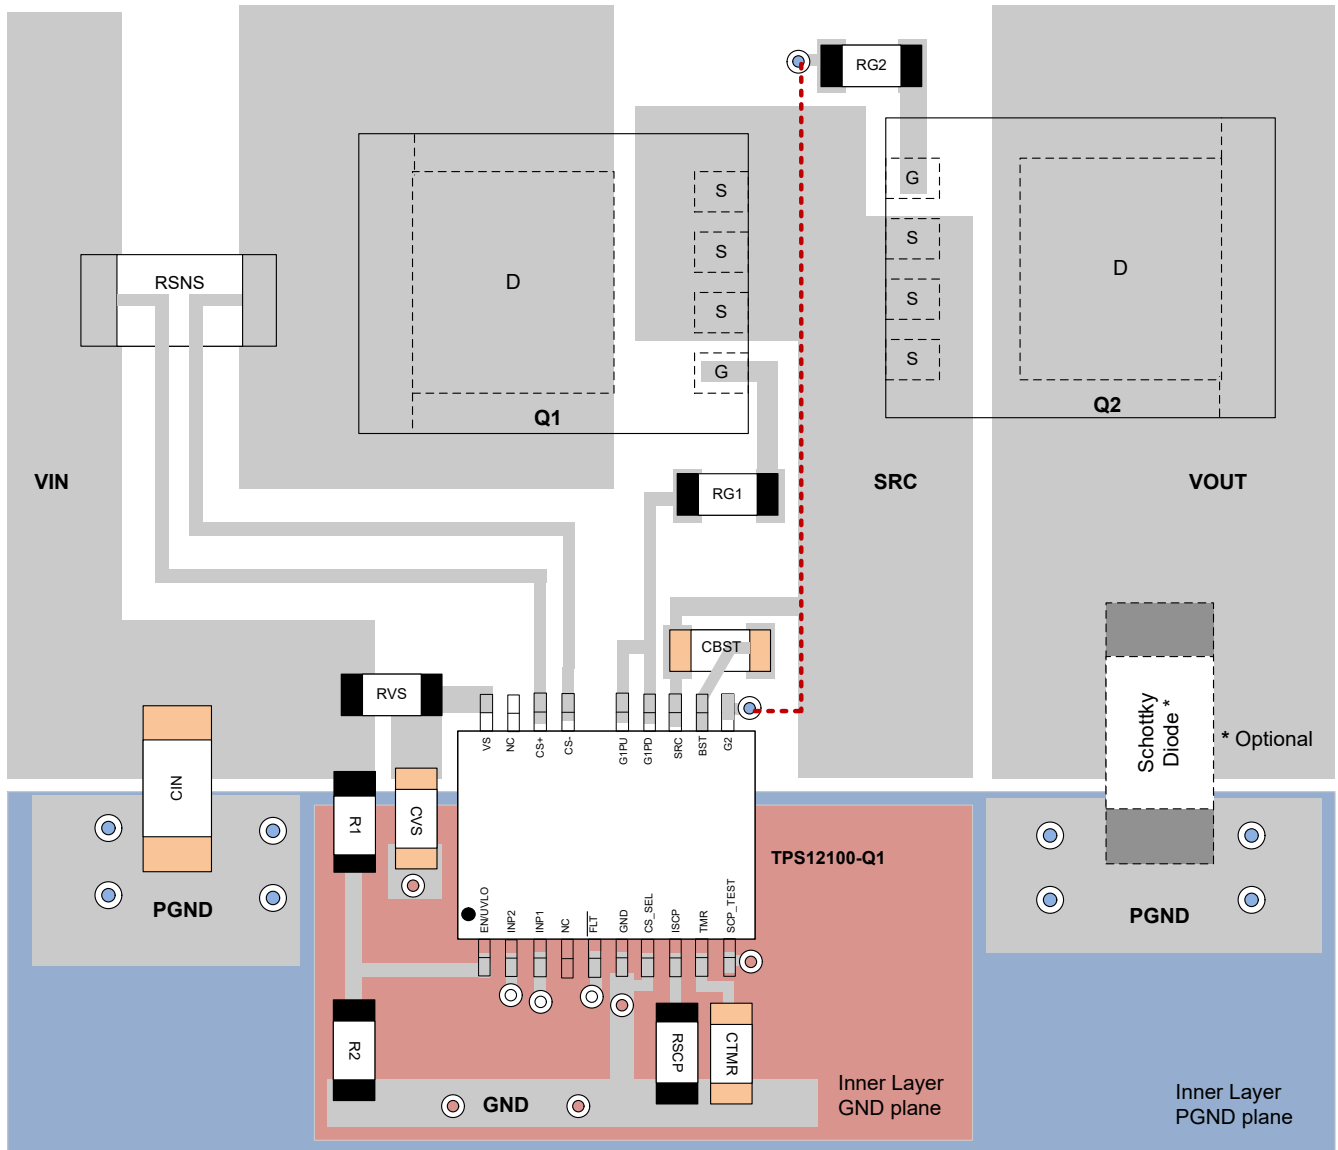 RG2
S
G
S
S
D
D
RSNS
S
S
S
G
Q1
Q2
VIN
RG1
SRC
VOUT
CBST
RVS
VS
NC
CS+
CS-
G1PU
G1PD
SRC
BST
G2
Schottky
Diode *
* Optional
CIN
R1
CVS
TPS12100-Q1
PGND
PGND
EN/UVLO
INP2
INP1
NC
FLT
GND
CS_SEL
ISCP
TMR
SCP_TEST
R2
RSCP
CTMR
GND
Inner Layer
GND plane
Inner Layer
PGND plane